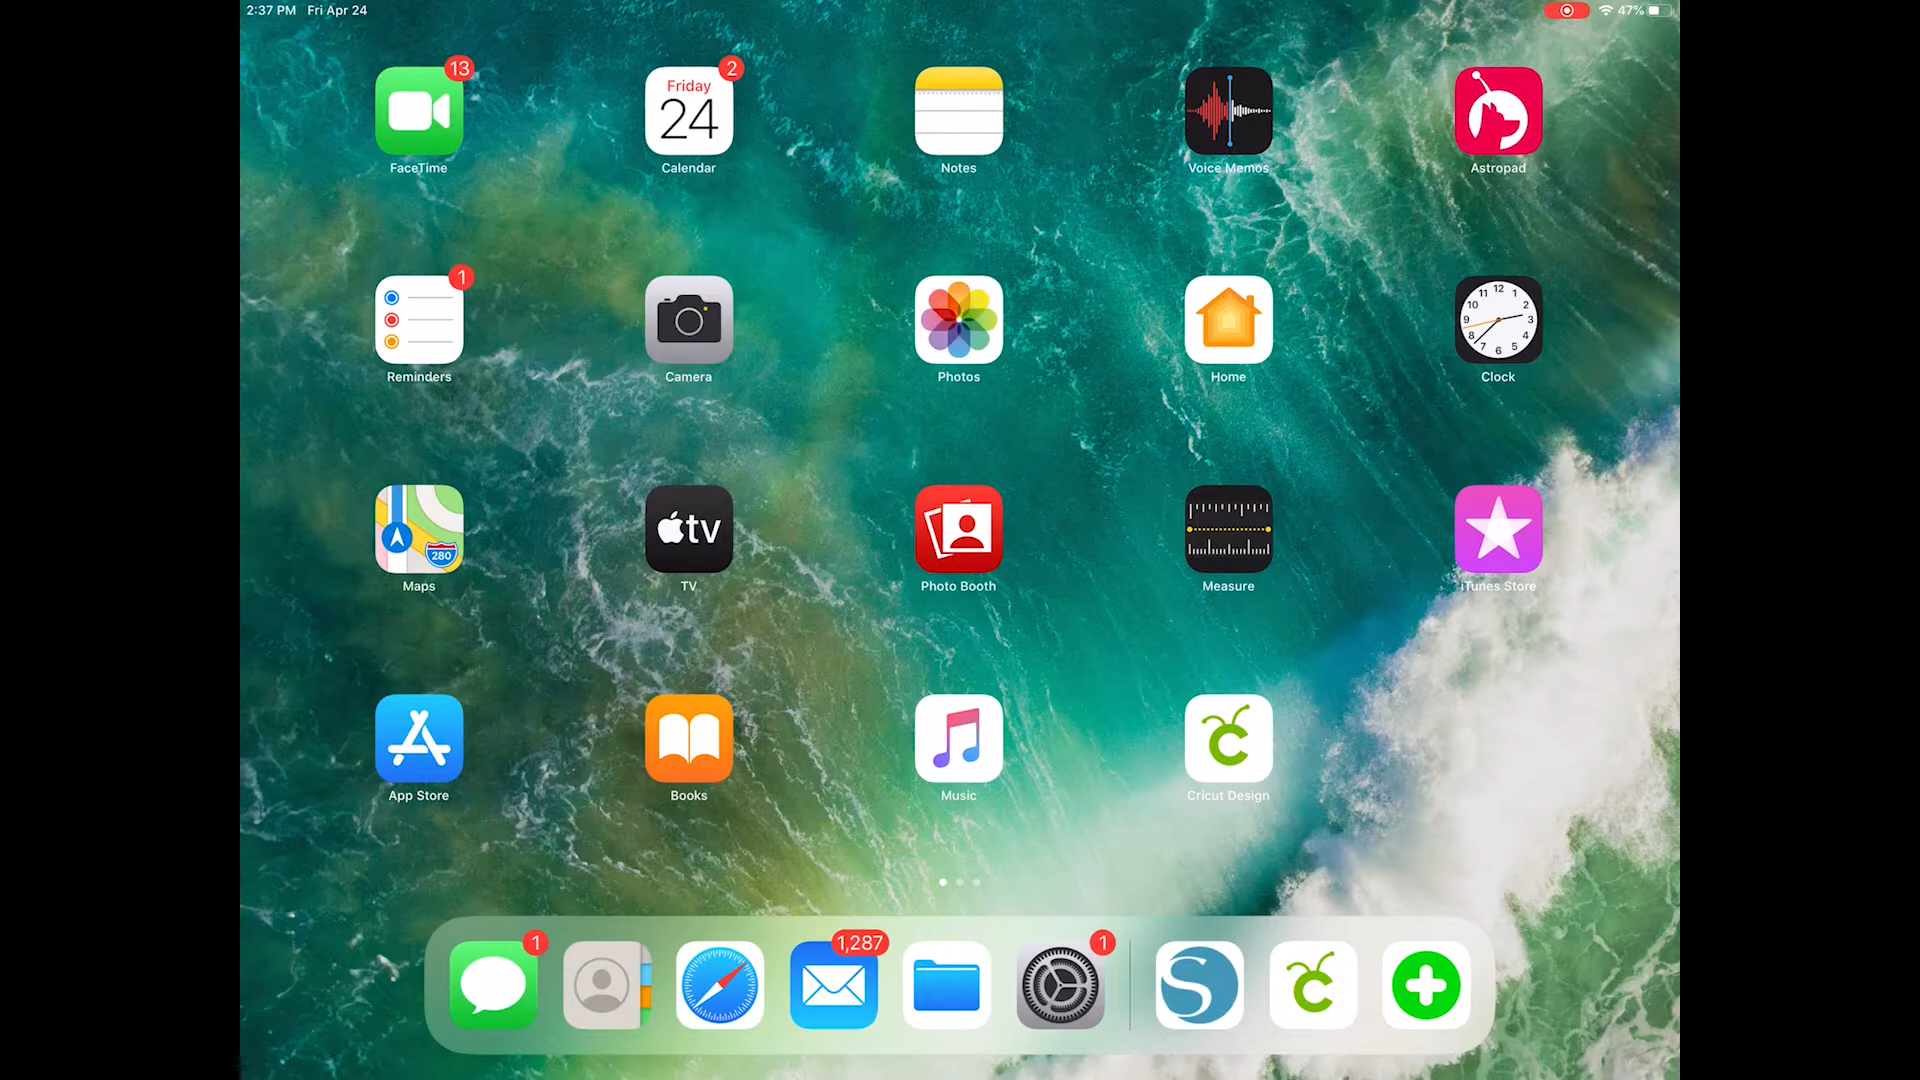 2:37 PM Fri Apr 24
47%
13
Friday
24
2
FaceTime
Calendar
Notes
Voice Memos
Astropad
1
12
1
2
3
4
5
6
7
8
9
10
11
Reminders
Camera
Photos
Home
Clock
280
tv
Maps
TV
Photo Booth
Measure
iTunes Store
App Store
Books
Music
Cricut Design
1
1,287
1
S